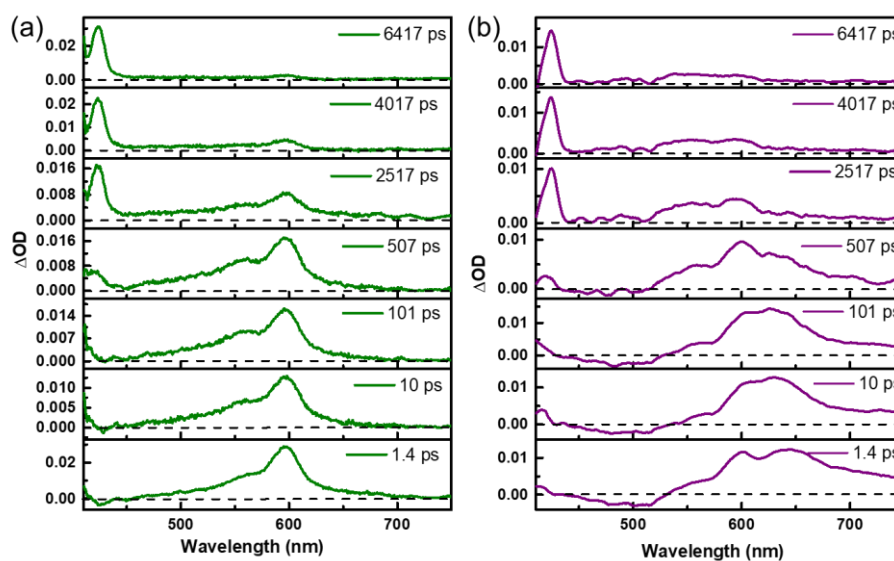 (a)
6417 ps
0.03
0.00
4017 ps
0.02
0.01
0.00
2517 ps
0.016
0.008
0.000
507 ps
0.016
0.008
0.000
101 ps
0.014
0.007
0.000
10 ps
0.010
0.005
0.000
1.4 ps
0.02
0.00
500
600
700
Wavelength (nm)
ΔOD
(b)
6417 ps
0.01
0.00
4017 ps
0.01
0.00
2517 ps
0.01
0.00
507 ps
0.01
0.00
101 ps
0.01
0.00
10 ps
0.01
0.00
1.4 ps
0.01
0.00
500
600
700
Wavelength (nm)
ΔOD